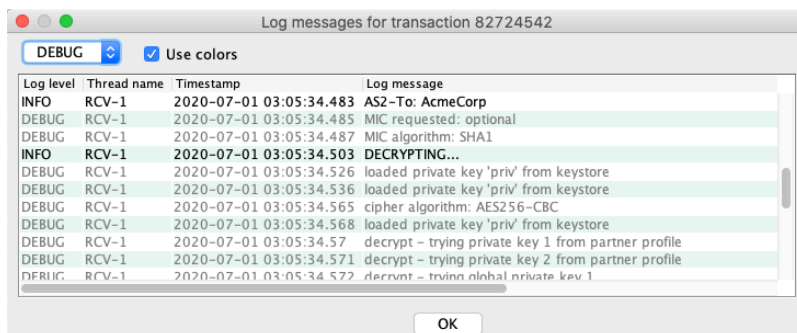 Log messages for transaction 82724542
DEBUG Use colors
Log level Thread name Timestamp Log message
INFO RCV-1 2020-07-01 03:05:34.483 AS2-To: AcmeCorp
DEBUG RCV-1 2020-07-01 03:05:34.485 MIC requested: optional
DEBUG RCV-1 2020-07-01 03:05:34.487 MIC algorithm: SHA1
INFO RCV-1 2020-07-01 03:05:34.503 DECRYPTING...
DEBUG RCV-1 2020-07-01 03:05:34.526 loaded private key 'priv' from keystore
DEBUG RCV-1 2020-07-01 03:05:34.536 loaded private key 'priv' from keystore
DEBUG RCV-1 2020-07-01 03:05:34.565 cipher algorithm: AES256-CBC
DEBUG RCV-1 2020-07-01 03:05:34.568 loaded private key 'priv' from keystore
DEBUG RCV-1 2020-07-01 03:05:34.57 decrypt - trying private key 1 from partner profile
DEBUG RCV-1 2020-07-01 03:05:34.571 decrypt - trying private key 2 from partner profile
DEBUG RCV-1 2020-07-01 03:05:34.572 decrypt - trying global private key 1
OK